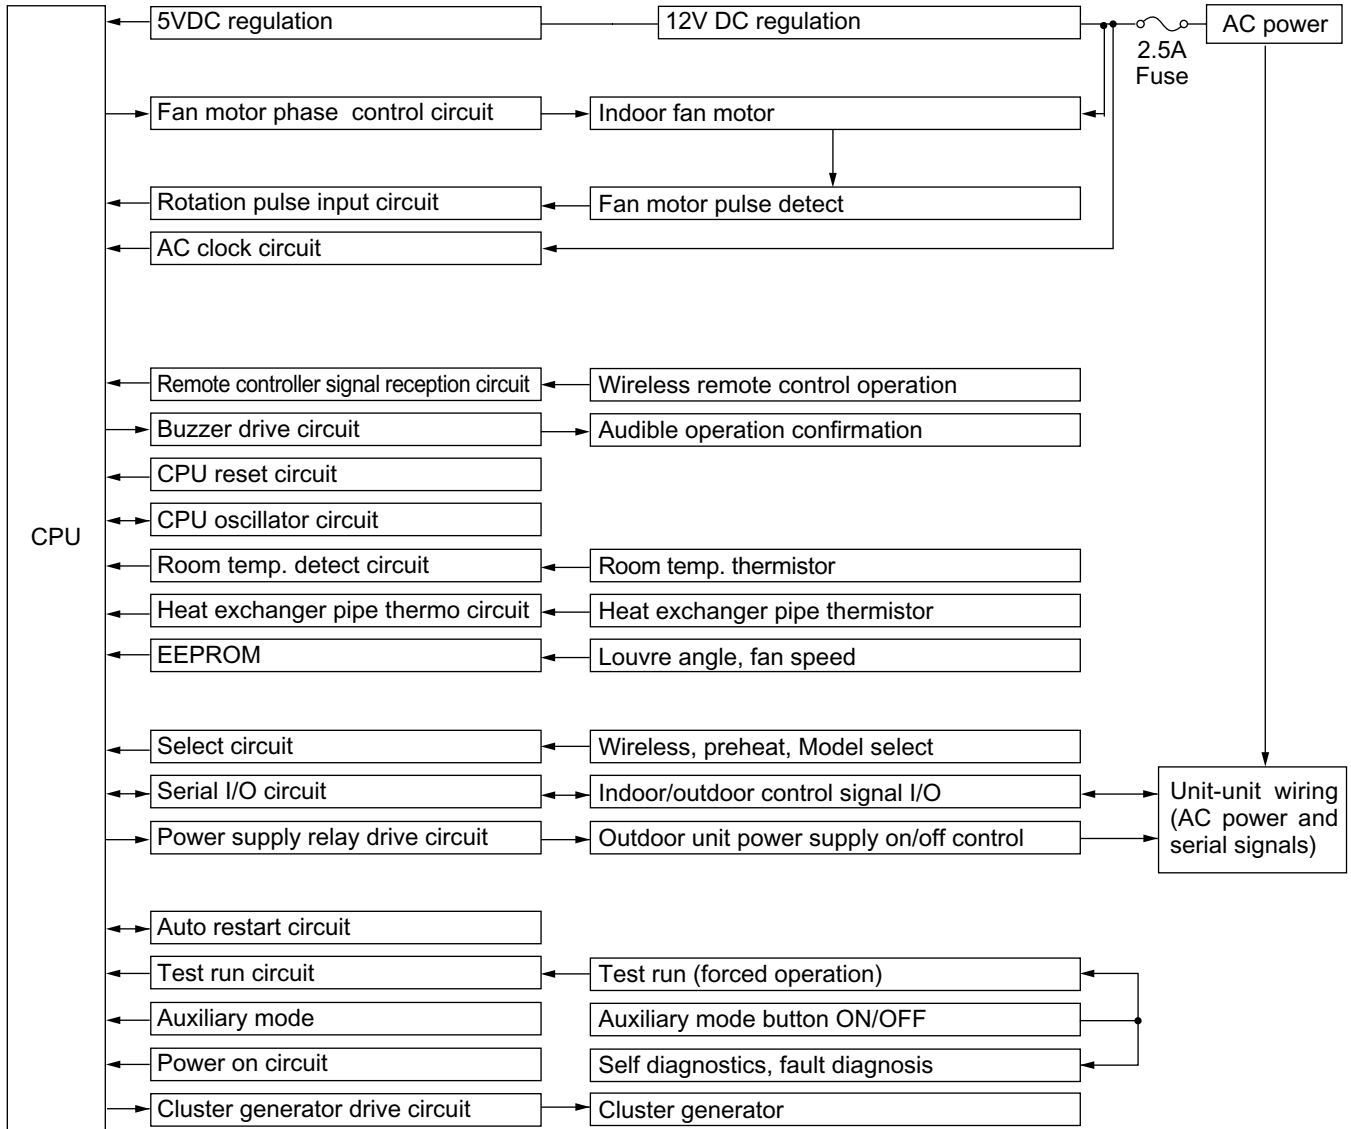 5VDC regulation
12V DC regulation
AC power
2.5A
Fuse
Fan motor phase control circuit
Indoor fan motor
Rotation pulse input circuit
Fan motor pulse detect
AC clock circuit
Remote controller signal reception circuit
Wireless remote control operation
Buzzer drive circuit
Audible operation confirmation
CPU reset circuit
CPU oscillator circuit
CPU
Room temp. detect circuit
Room temp. thermistor
Heat exchanger pipe thermo circuit
Heat exchanger pipe thermistor
EEPROM
Louvre angle, fan speed
Select circuit
Wireless, preheat, Model select
Serial I/O circuit
Indoor/outdoor control signal I/O
Unit-unit wiring
(AC power and
serial signals)
Power supply relay drive circuit
Outdoor unit power supply on/off control
Auto restart circuit
Test run circuit
Test run (forced operation)
Auxiliary mode
Auxiliary mode button ON/OFF
Power on circuit
Self diagnostics, fault diagnosis
Cluster generator drive circuit
Cluster generator